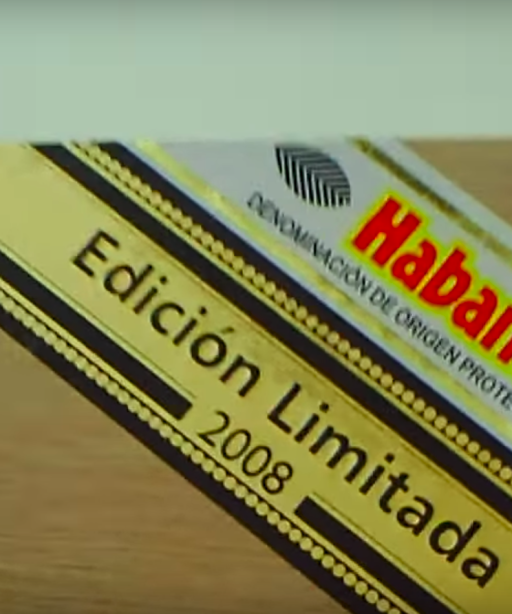 Haban
DENOMINACIÓN DE ORIGEN PROTE
Edición Limitada
2008